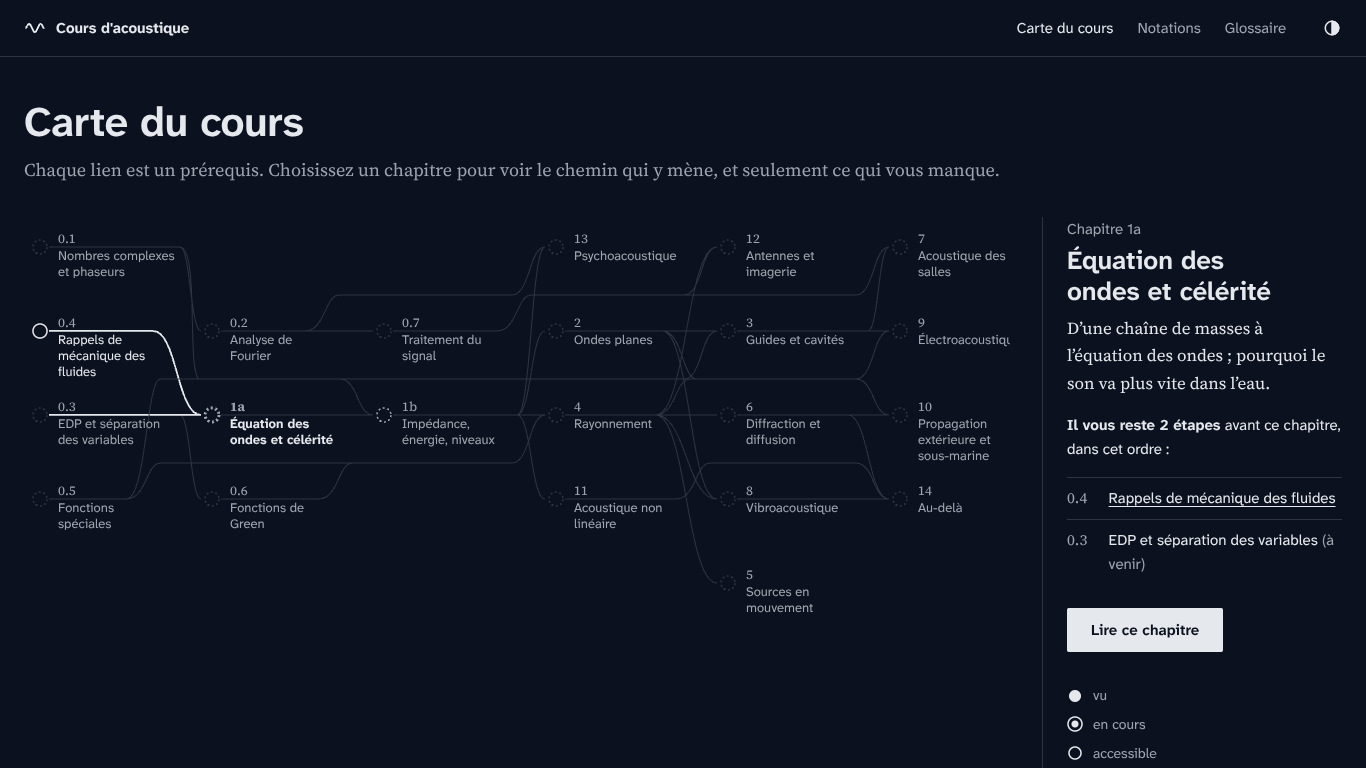 Cours d'acoustique
Carte du cours
Notations
Glossaire
Carte du cours
Chaque lien est un prérequis. Choisissez un chapitre pour voir le chemin qui y mène, et seulement ce qui vous manque.
0.1
Nombres complexes
et phaseurs
0.4
Rappels de
mécanique des
fluides
0.3
EDP et séparation
des variables
0.5
Fonctions
spéciales
0.2
Analyse de
Fourier
1a
Équation des
ondes et célérité
0.6
Fonctions de
Green
0.7
Traitement du
signal
1b
Impédance,
énergie, niveaux
13
Psychoacoustique
2
Ondes planes
4
Rayonnement
11
Acoustique non
linéaire
12
Antennes et
imagerie
3
Guides et cavités
6
Diffraction et
diffusion
8
Vibroacoustique
5
Sources en
mouvement
7
Acoustique des
salles
9
Électroacoustiq
10
Propagation
extérieure et
sous-marine
14
Au-delà
Chapitre 1a
Équation des
ondes et célérité
D’une chaîne de masses à
l’équation des ondes ; pourquoi le
son va plus vite dans l’eau.
Il vous reste 2 étapes avant ce chapitre,
dans cet ordre :
0.4 Rappels de mécanique des fluides
0.3 EDP et séparation des variables (à
venir)
Lire ce chapitre
vu
en cours
accessible